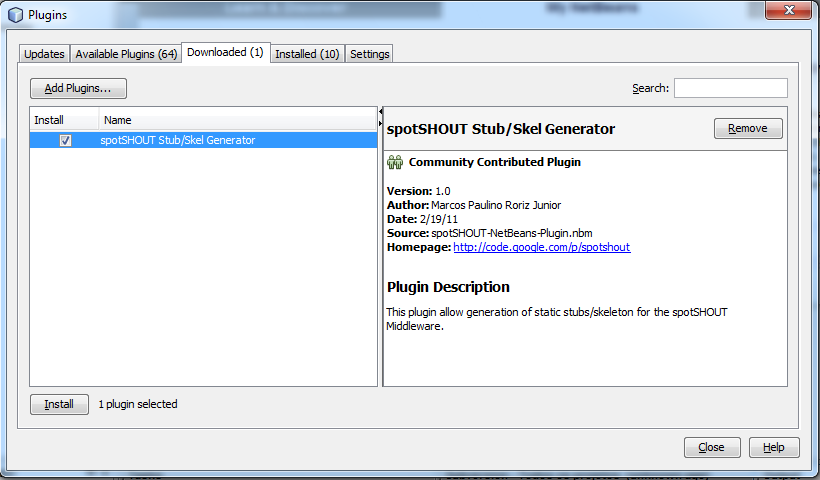 Plugins
My NetBeans
Updates
Available Plugins (64)
Downloaded (1)
Installed (10)
Settings
Add Plugins...
Search:
Install
Name
spotSHOUT Stub/Skel Generator
spotSHOUT Stub/Skel Generator
Remove
Community Contributed Plugin
Version: 1.0
Author: Marcos Paulino Roriz Junior
Date: 2/19/11
Source: spotSHOUT-NetBeans-Plugin.nbm
Homepage: http://code.google.com/p/spotshout
Plugin Description
This plugin allow generation of static stubs/skeleton for the spotSHOUT
Middleware.
Install
1 plugin selected
Close
Help